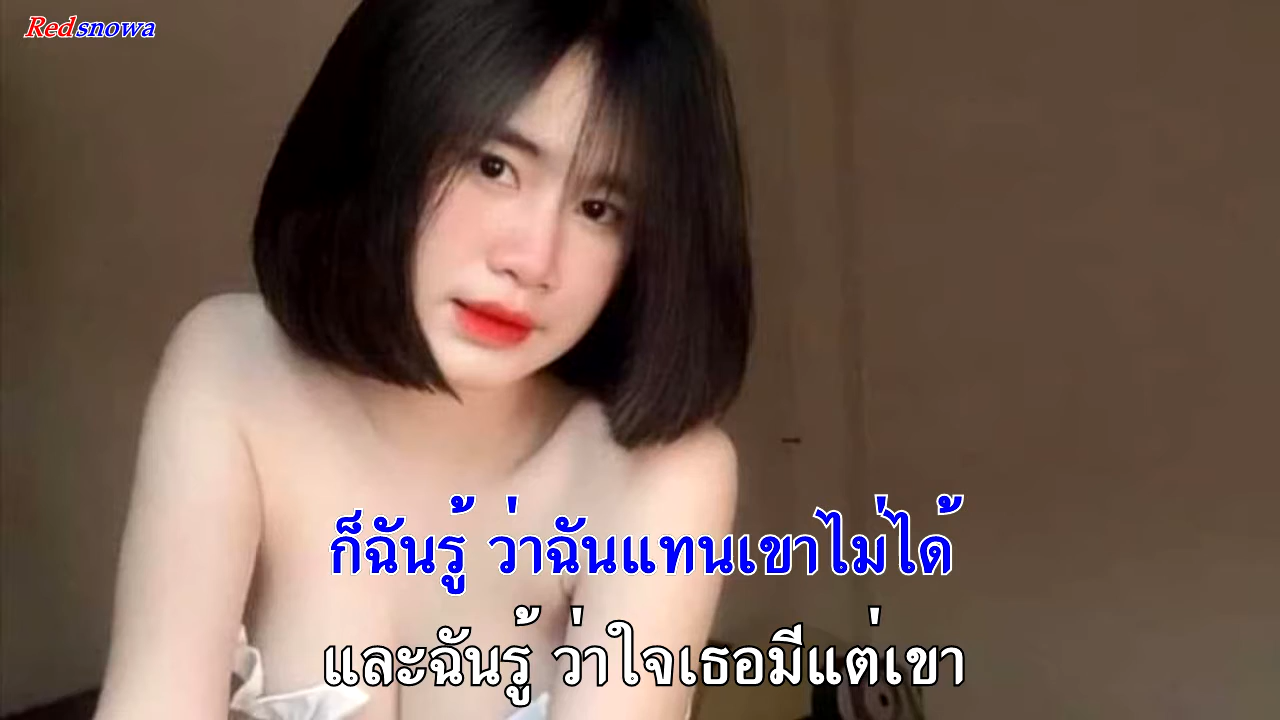 Redsnowa
ก็ฉันรู้ ว่าฉันแทนเขาไม่ได้
และฉันรู้ ว่าใจเธอมีแต่เขา